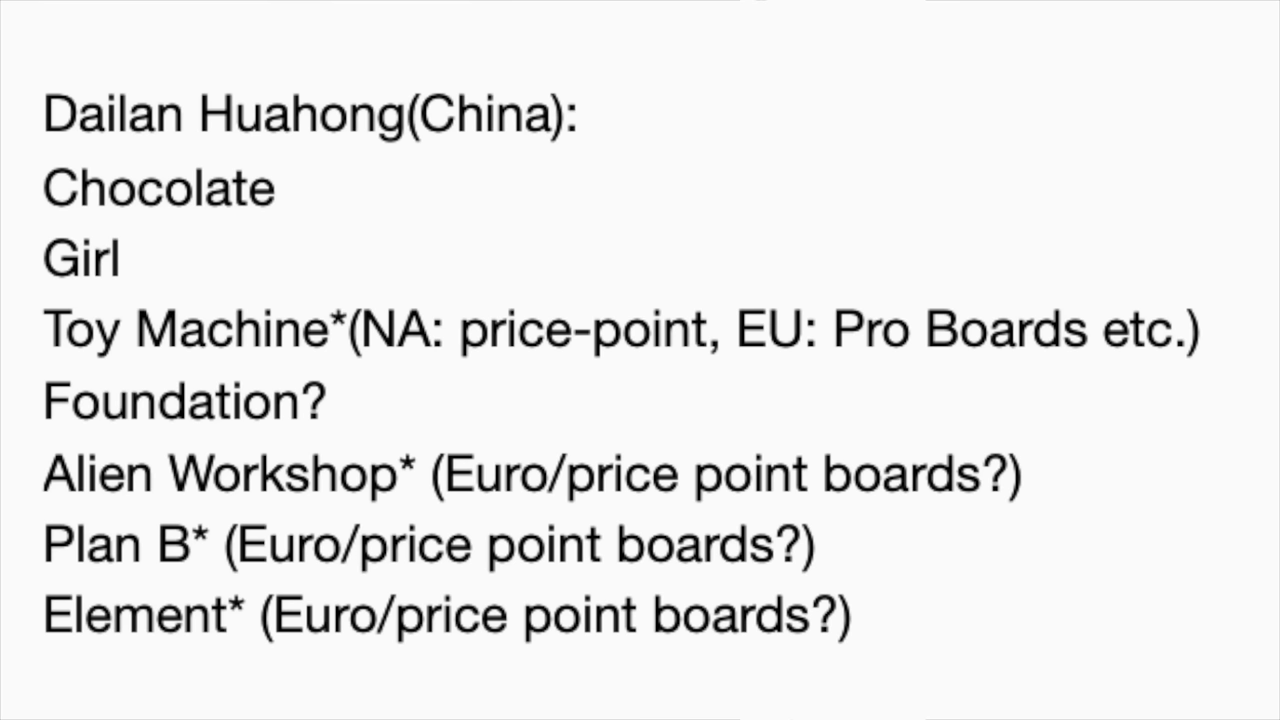 Dailan Huahong(China):
Chocolate
Girl
Toy Machine*(NA: price-point, EU: Pro Boards etc.)
Foundation?
Alien Workshop* (Euro/price point boards?)
Plan B* (Euro/price point boards?)
Element* (Euro/price point boards?)